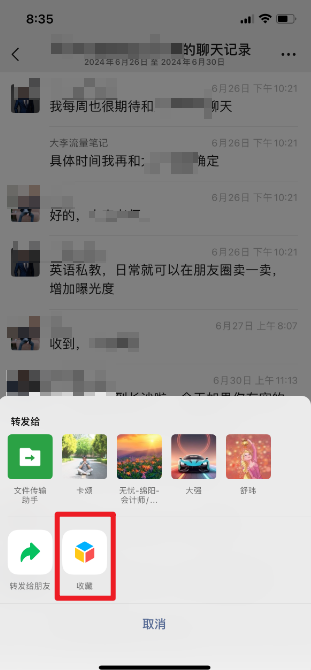 8:35
的聊天记录
2024年6月26日 至 2024年6月30日
6月26日 下午10:21
我每周也很期待和 聊天
大李流量笔记
6月26日 下午10:21
具体时间我再和 确定
6月26日 下午10:21
好的，
6月26日 下午10:21
英语私教，日常就可以在朋友圈卖一卖，
增加曝光度
6月27日 上午8:07
收到，
6月30日 上午11:13
转发给
文件传输
助手
卡颂
无忧-绵阳-
会计师/...
大强
舒晴
转发给朋友
收藏
取消